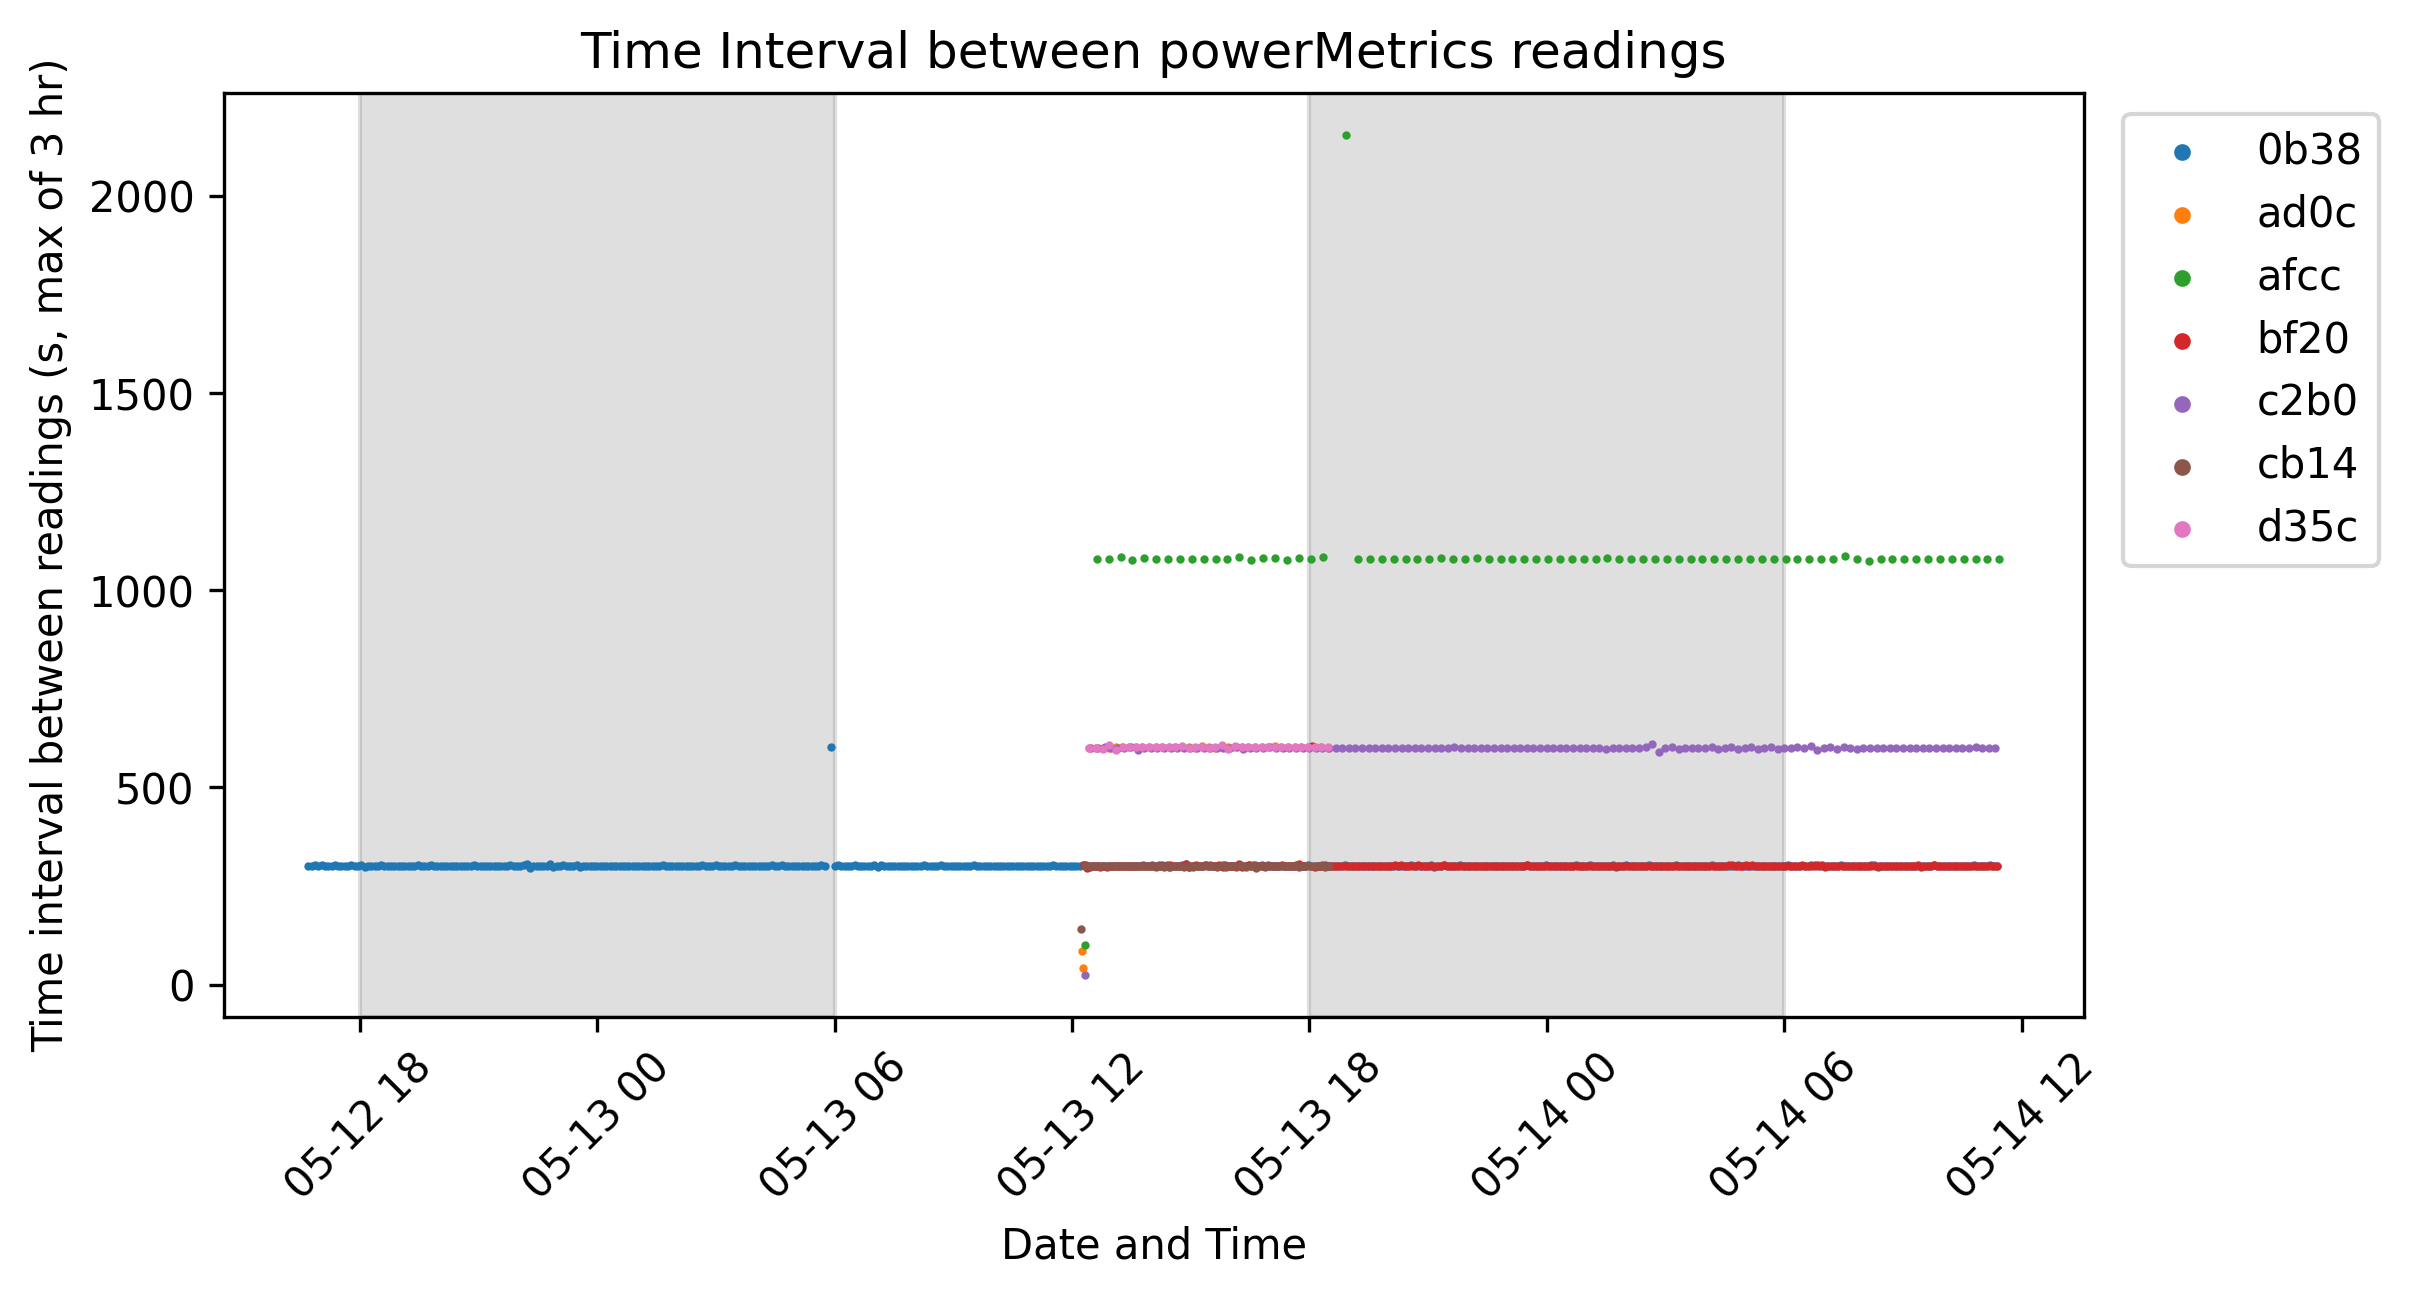 Time Interval between powerMetrics readings
Time interval between readings (s, max of 3 hr)
2000
1500
1000
500
0
05-12 18
05-13 00
05-13 06
05-13 12
05-13 18
05-14 00
05-14 06
05-14 12
Date and Time
0b38
ad0c
afcc
bf20
c2b0
cb14
d35c